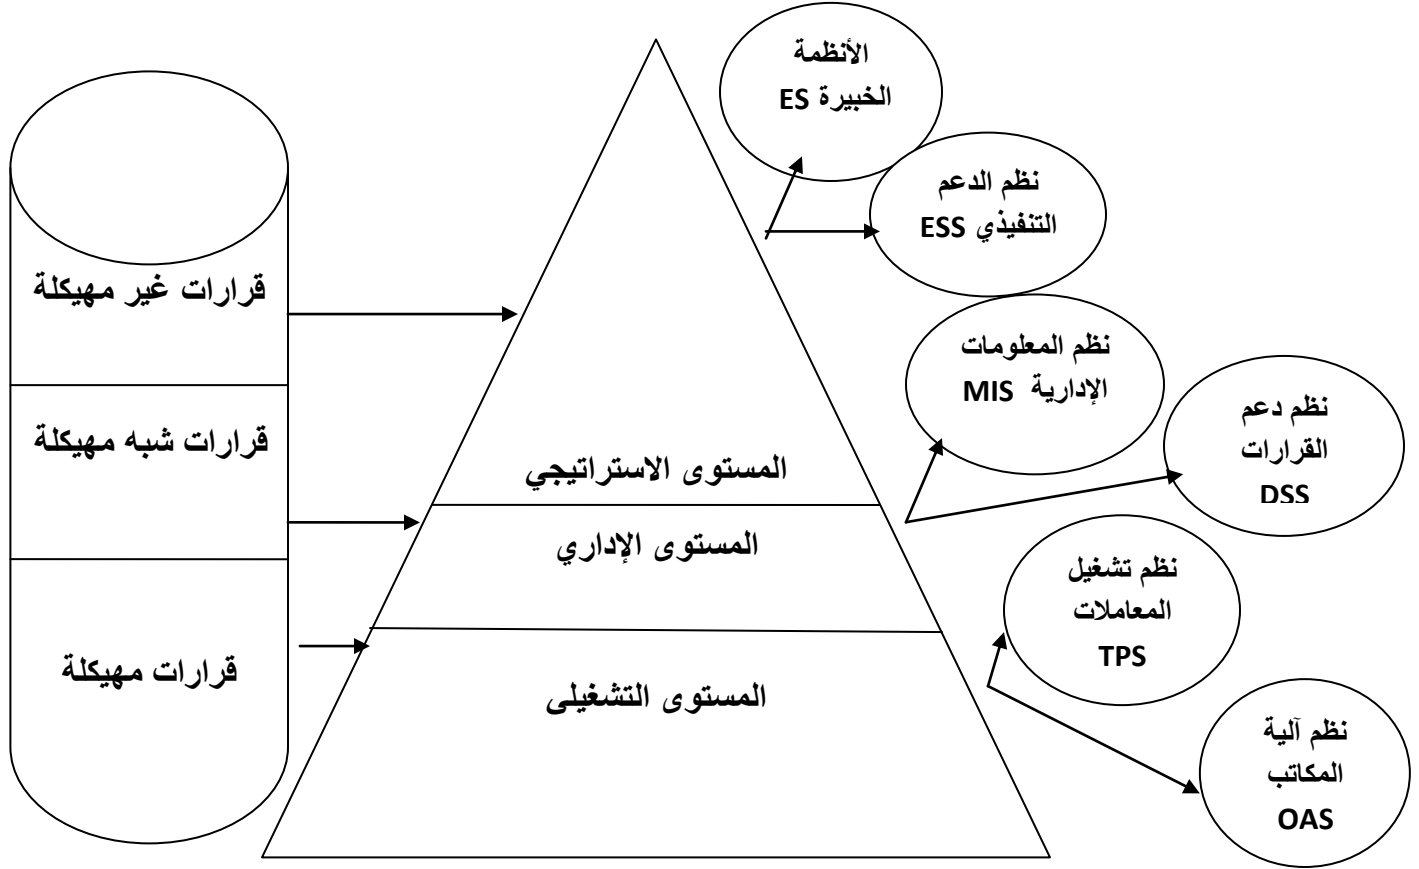 الأنظمة
الخبيرة ES
نظم الدعم
التنفيذي ESS
نظم المعلومات
الإدارية MIS
نظم دعم
القرارات
DSS
نظم تشغيل
المعاملات
TPS
نظم آلية
المكاتب
OAS
المستوى الاستراتيجي
المستوى الإداري
المستوى التشغيلى
قرارات غير مهيكلة
قرارات شبه مهيكلة
قرارات مهيكلة